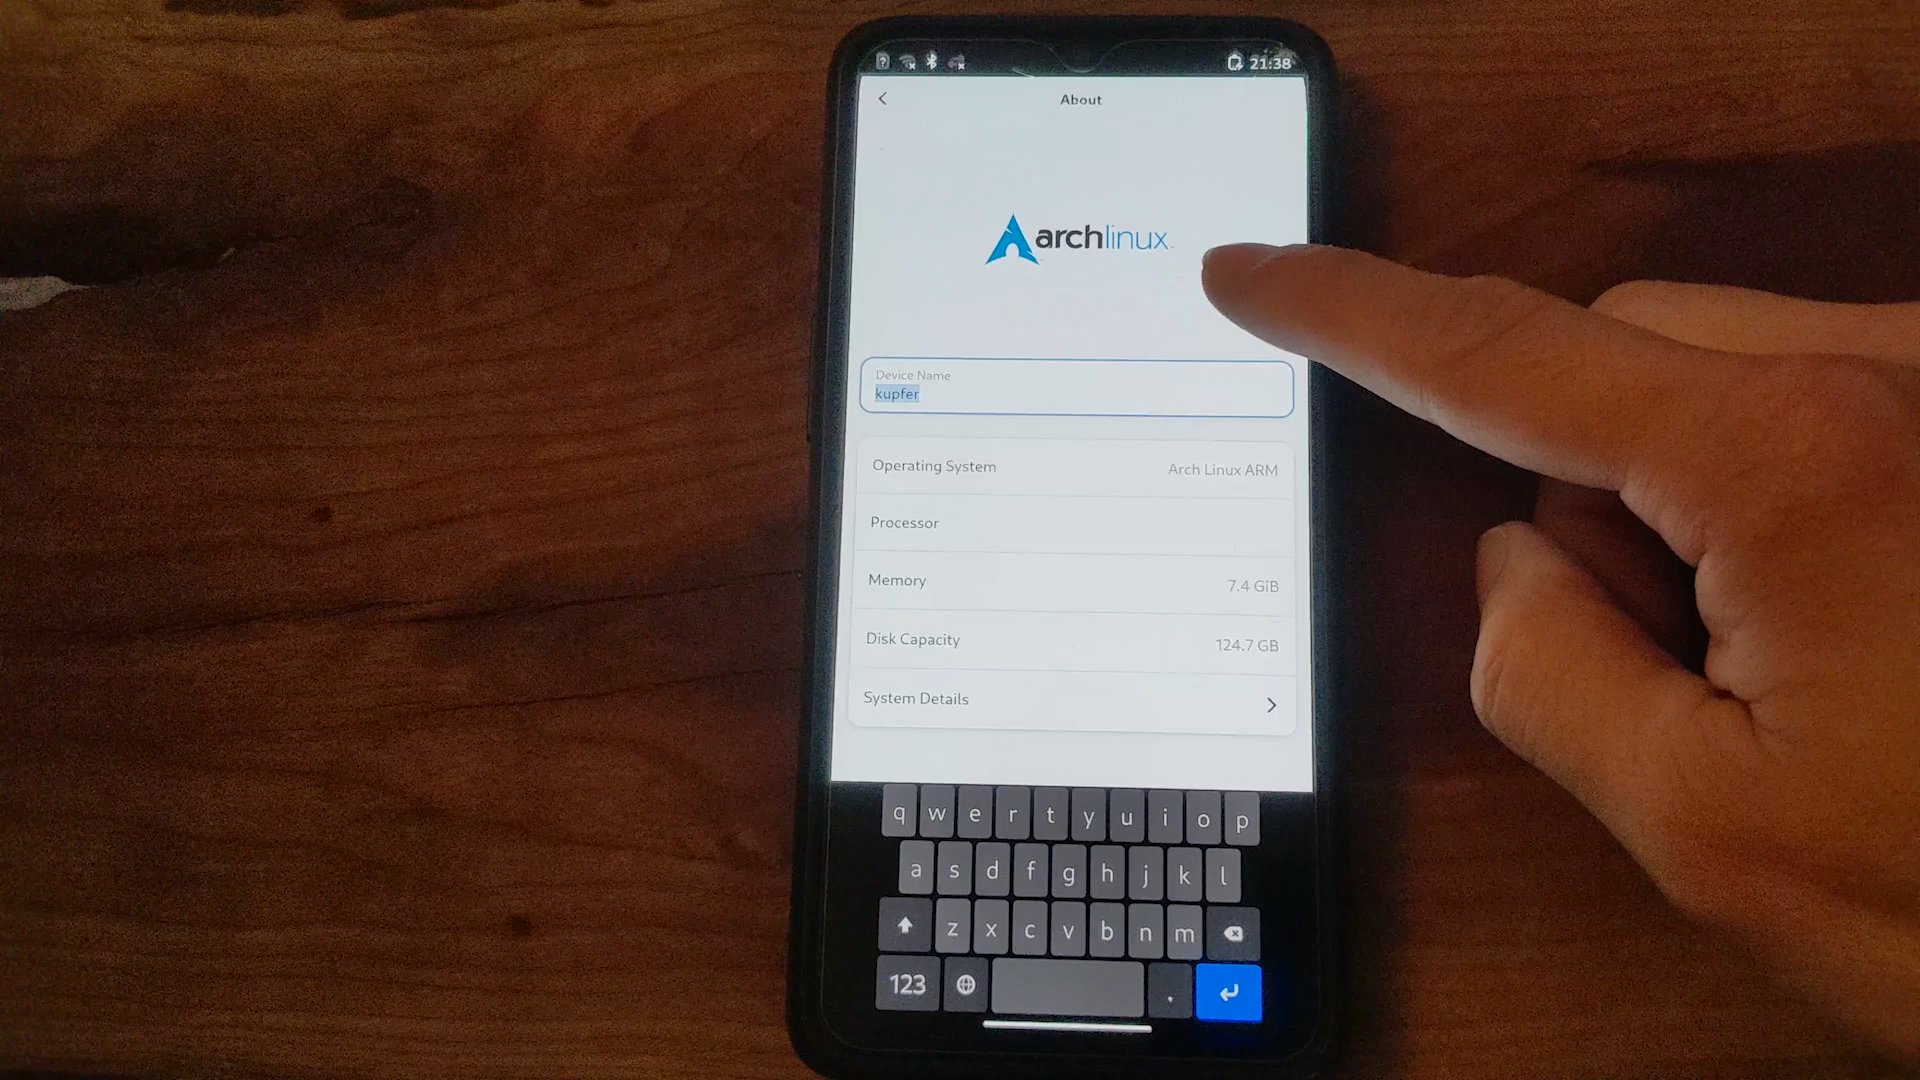 21:38
About
archlinux
Device Name
kupfer
Operating System Arch Linux ARM
Processor
Memory 7.4 GiB
Disk Capacity 124.7 GB
System Details
q w e r t y u i o p
a s d f g h j k l
z x c v b n m
123 .